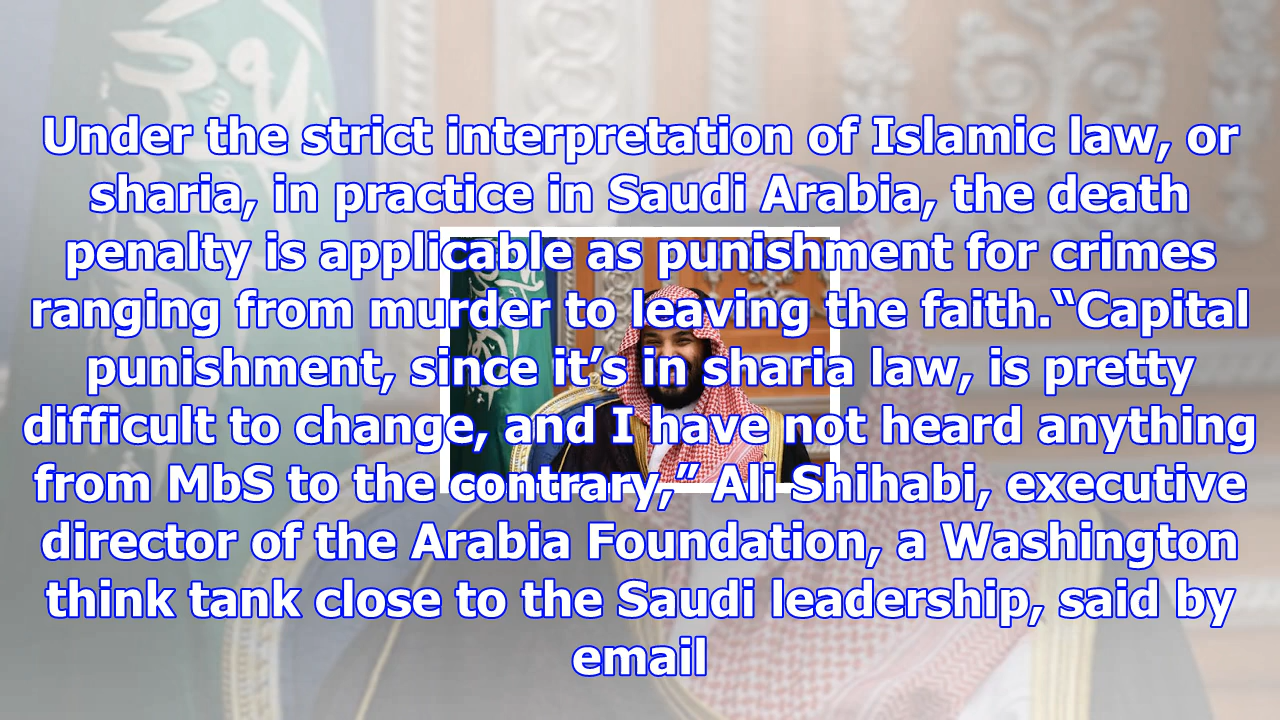 Under the strict interpretation of Islamic law, or
sharia, in practice in Saudi Arabia, the death
penalty is applicable as punishment for crimes
ranging from murder to leaving the faith.“Capital
punishment, since it’s in sharia law, is pretty
difficult to change, and I have not heard anything
from MbS to the contrary,” Ali Shihabi, executive
director of the Arabia Foundation, a Washington
think tank close to the Saudi leadership, said by
email